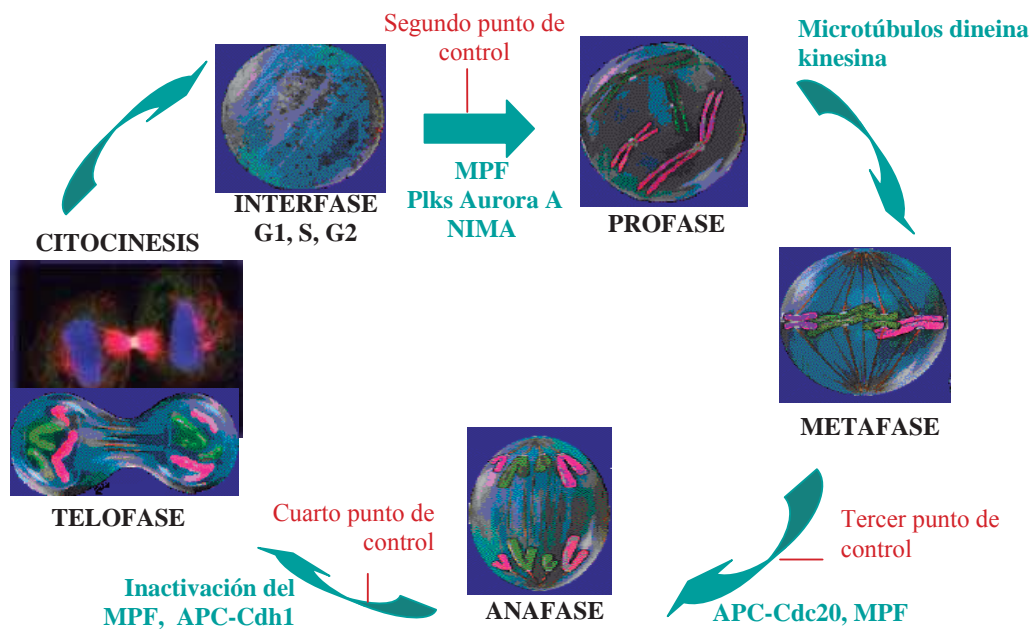 Segundo punto de
control
Microtúbulos dineina
kinesina
INTERFASE
G1, S, G2
MPF
Plks Aurora A
NIMA
PROFASE
CITOCINESIS
METAFASE
TELOFASE
Cuarto punto de
control
Inactivación del
MPF, APC-Cdh1
ANAFASE
Tercer punto de
control
APC-Cdc20, MPF